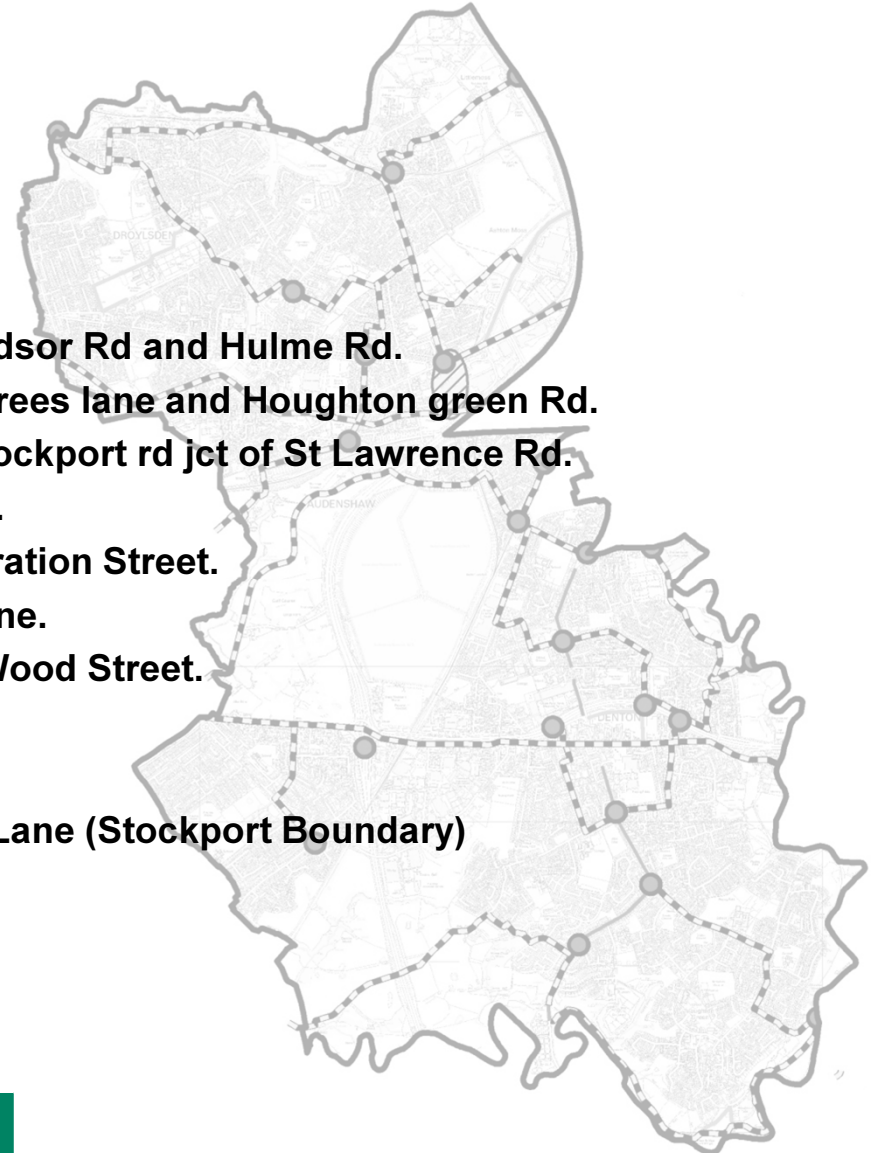 DROYLSDEN
dsor Rd and Hulme Rd.
rees lane and Houghton green Rd.
ockport rd jct of St Lawrence Rd.
AUDENSHAW
.
ration Street.
ne.
Wood Street.
DENTON
Lane (Stockport Boundary)